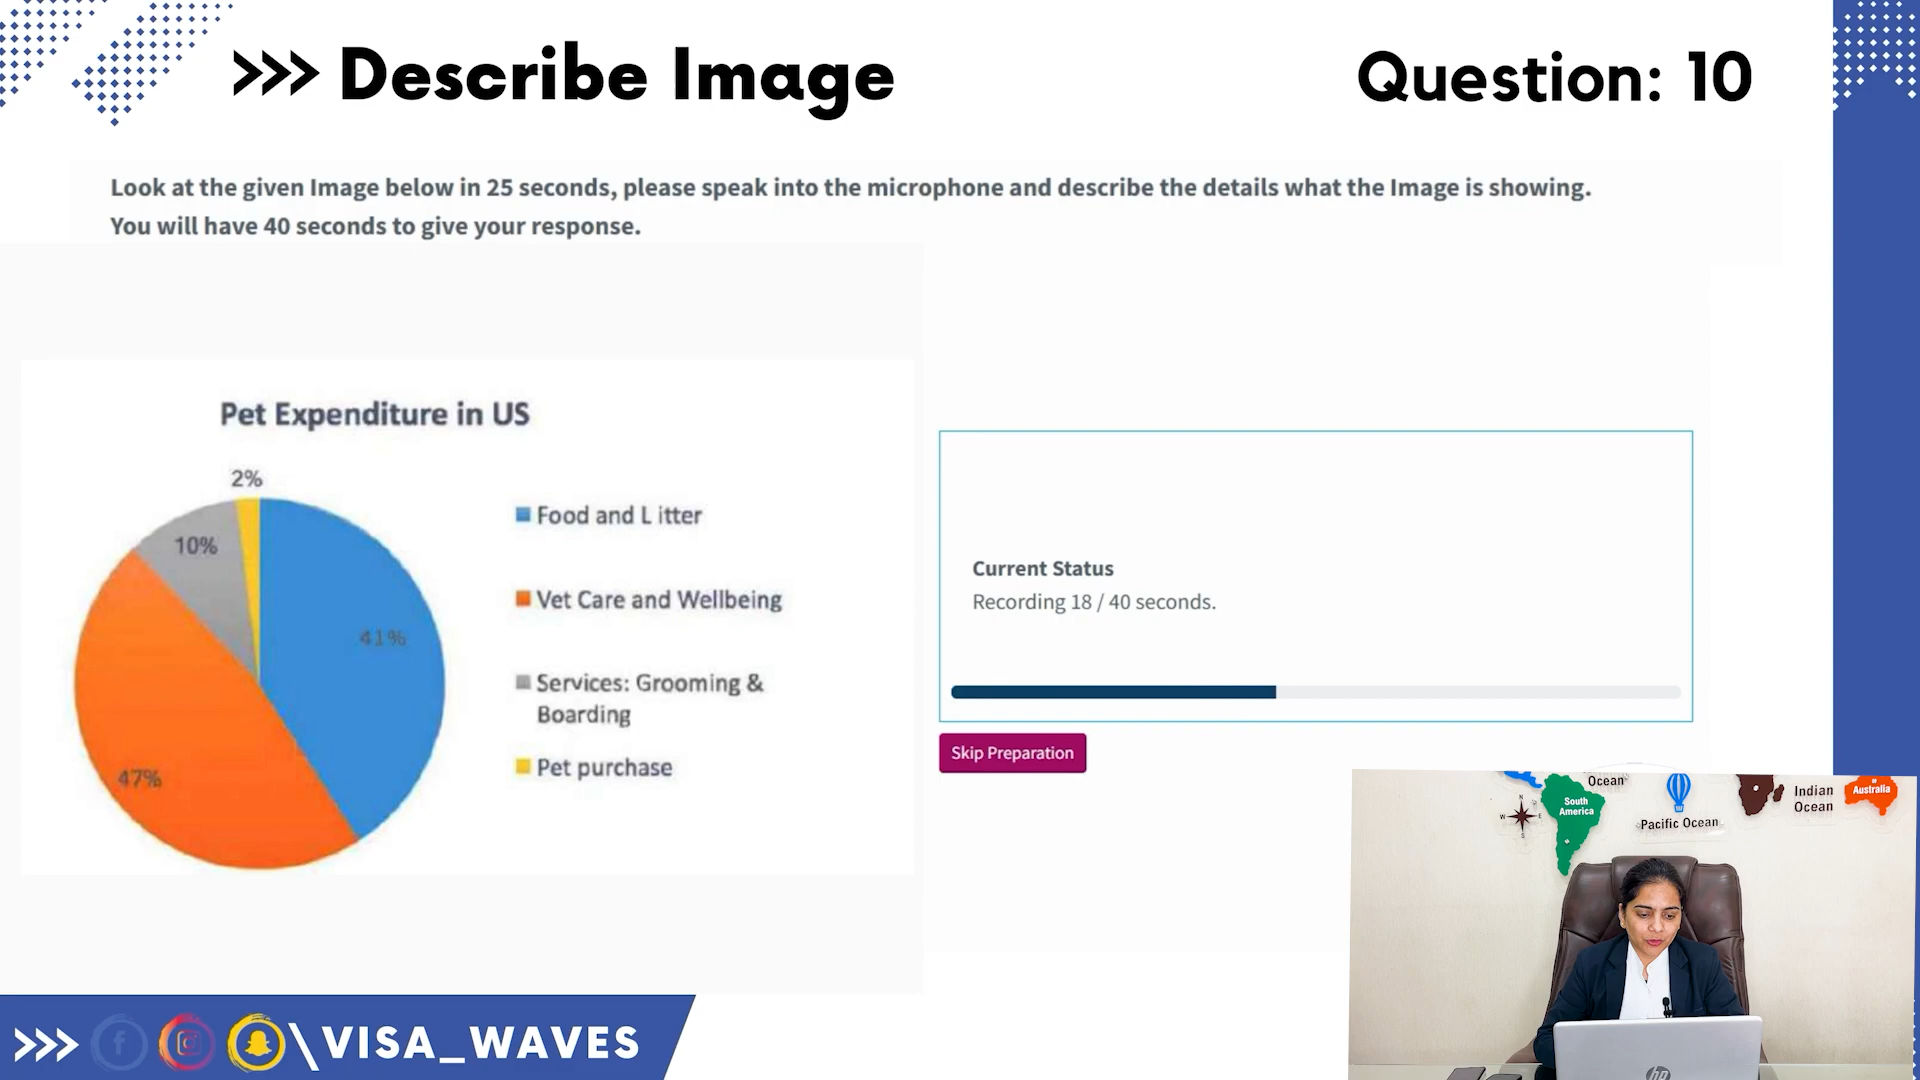 >>> Describe Image
Question: 10
Look at the given Image below in 25 seconds, please speak into the microphone and describe the details what the Image is showing.
You will have 40 seconds to give your response.
Pet Expenditure in US
2%
10%
41%
47%
Food and L itter
Vet Care and Wellbeing
Services: Grooming &
Boarding
Pet purchase
Current Status
Recording 18 / 40 seconds.
Skip Preparation
Ocean
South
America
N
W
E
S
Pacific Ocean
Indian
Ocean
Australia
hp
>>> f \VISA_WAVES